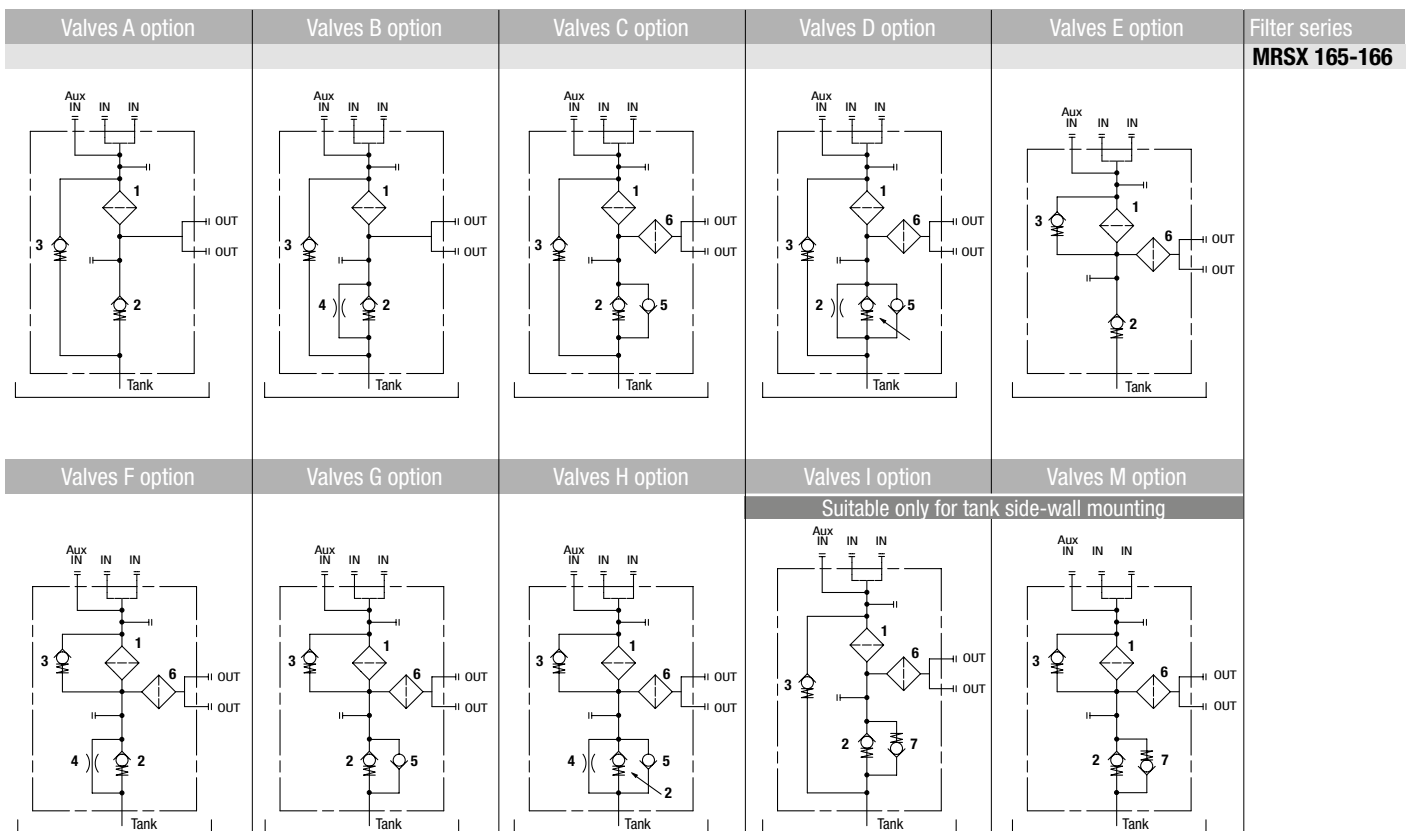 Valves A option Valves B option Valves C option Valves D option Valves E option Filter series
MRSX 165-166
Aux IN IN IN
1
3
OUT
OUT
2
Tank
Aux IN IN IN
1
3
OUT
OUT
4 2
Tank
Aux IN IN IN
1
6
3
OUT
OUT
2 5
Tank
Aux IN IN IN
1
6
3
OUT
OUT
2 5
Tank
Aux IN IN IN
1
3
6
OUT
OUT
2
Tank
Valves F option Valves G option Valves H option Valves I option Valves M option
Suitable only for tank side-wall mounting
Aux IN IN IN
1
3
6
OUT
OUT
4 2
Tank
Aux IN IN IN
1
3
6
OUT
OUT
2 5
Tank
Aux IN IN IN
1
3
6
OUT
OUT
4 5
2
Tank
Aux IN IN IN
1
6
3
OUT
OUT
2 7
Tank
Aux IN IN IN
1
3
6
OUT
OUT
2 7
Tank